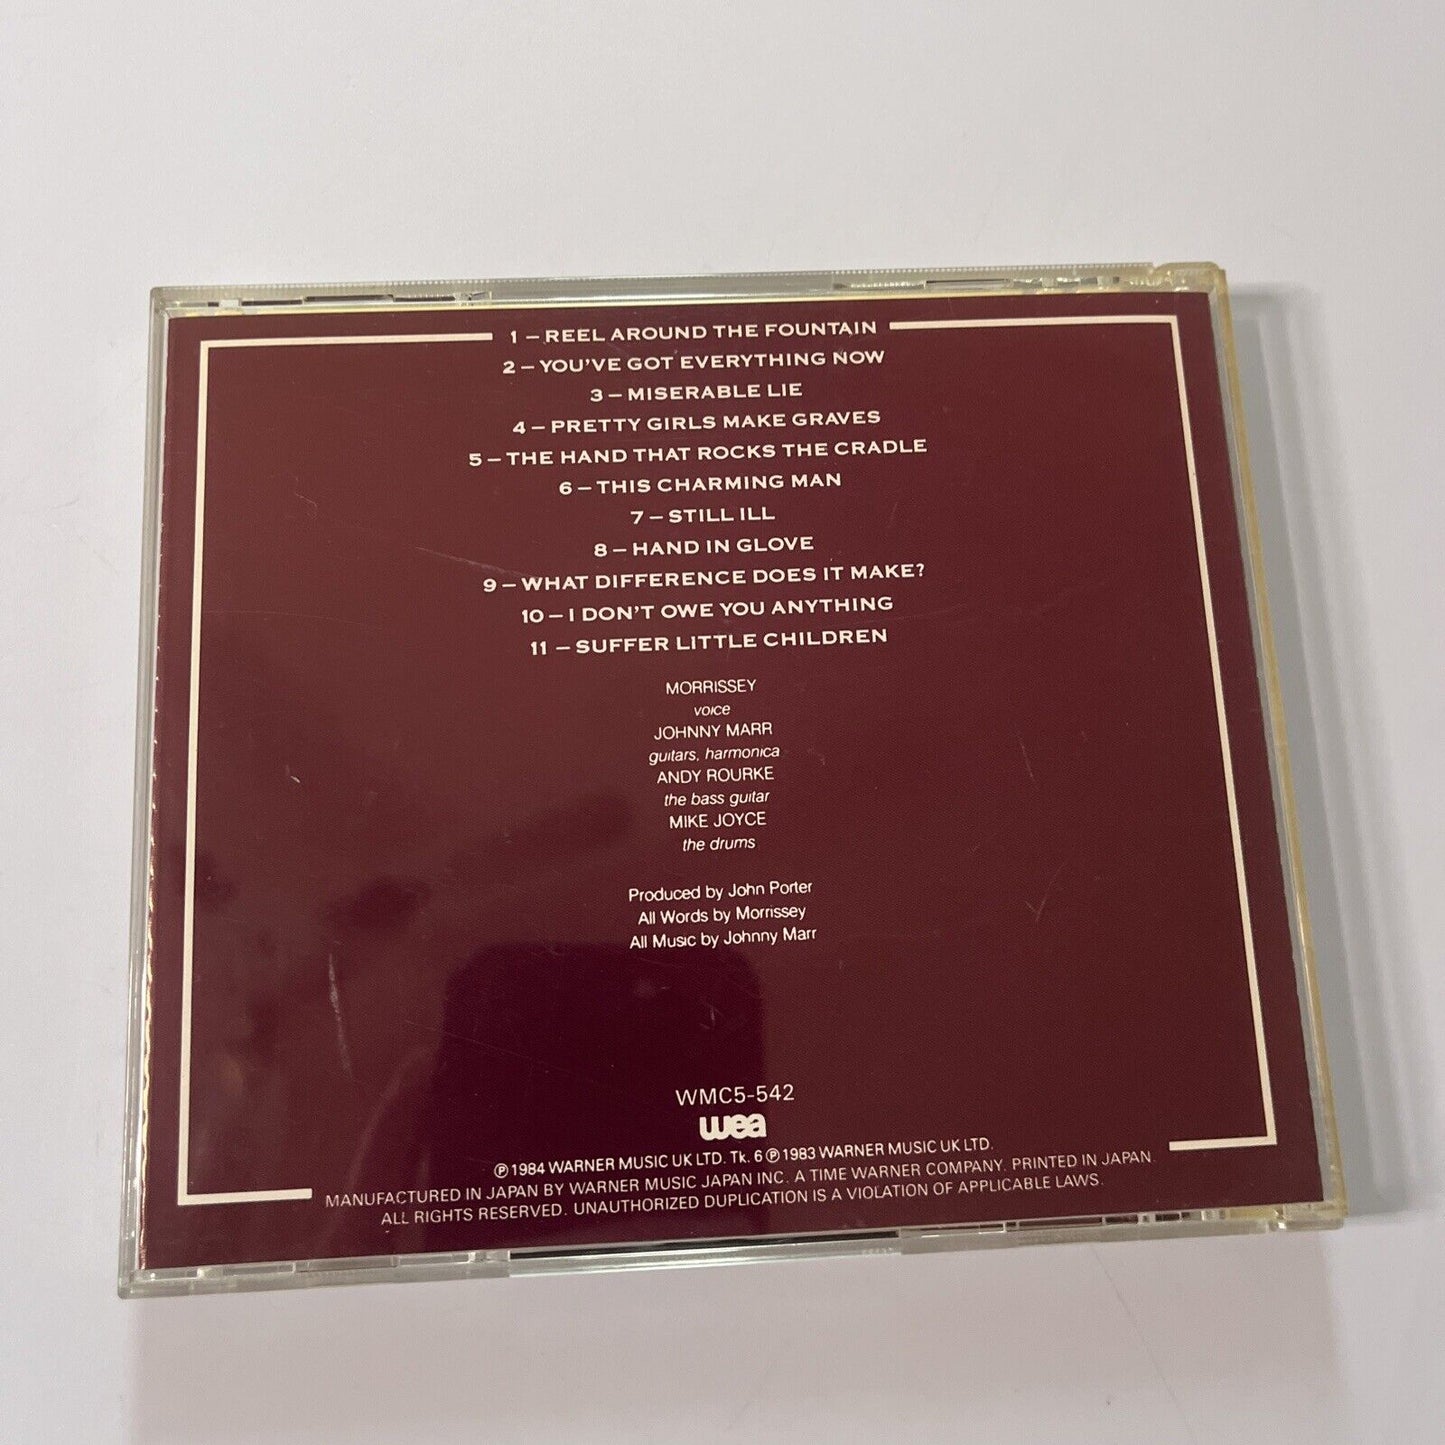 1 – REEL AROUND THE FOUNTAIN
2 – YOU'VE GOT EVERYTHING NOW
3 – MISERABLE LIE
4 – PRETTY GIRLS MAKE GRAVES
5 – THE HAND THAT ROCKS THE CRADLE
6 – THIS CHARMING MAN
7 – STILL ILL
8 – HAND IN GLOVE
9 – WHAT DIFFERENCE DOES IT MAKE?
10 – I DON'T OWE YOU ANYTHING
11 – SUFFER LITTLE CHILDREN
MORRISSEY
voice
JOHNNY MARR
guitars, harmonica
ANDY ROURKE
the bass guitar
MIKE JOYCE
the drums
Produced by John Porter
All Words by Morrissey
All Music by Johnny Marr
WMC5-542
wea
℗ 1984 WARNER MUSIC UK LTD. Tk. 6 ℗ 1983 WARNER MUSIC UK LTD.
MANUFACTURED IN JAPAN BY WARNER MUSIC JAPAN INC. A TIME WARNER COMPANY. PRINTED IN JAPAN.
ALL RIGHTS RESERVED. UNAUTHORIZED DUPLICATION IS A VIOLATION OF APPLICABLE LAWS.